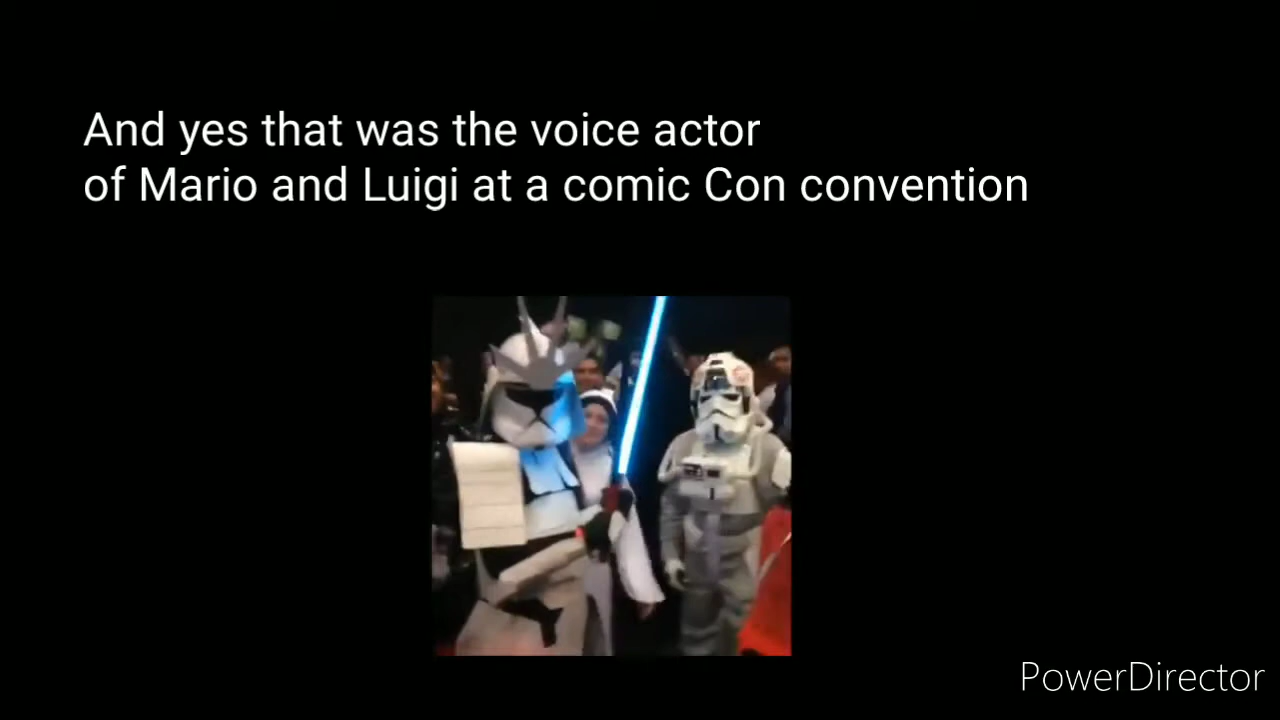 And yes that was the voice actor
of Mario and Luigi at a comic Con convention
PowerDirector